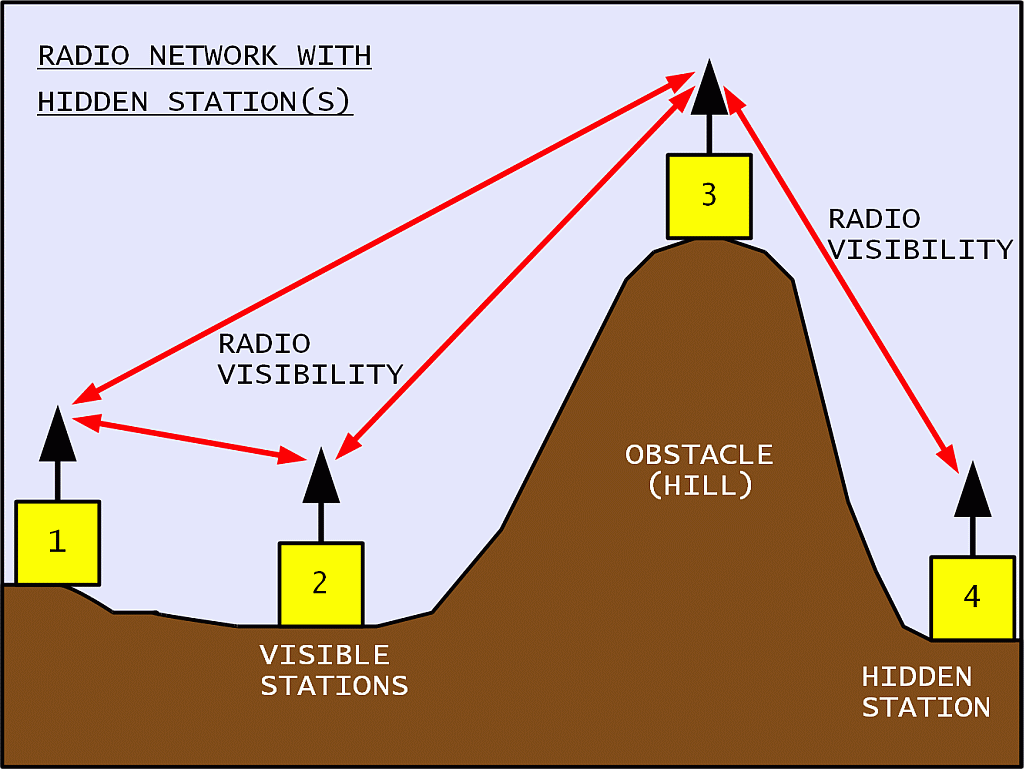 RADIO NETWORK WITH
HIDDEN STATION(S)
3
RADIO
VISIBILITY
RADIO
VISIBILITY
OBSTACLE
(HILL)
1
2
4
VISIBLE
STATIONS
HIDDEN
STATION